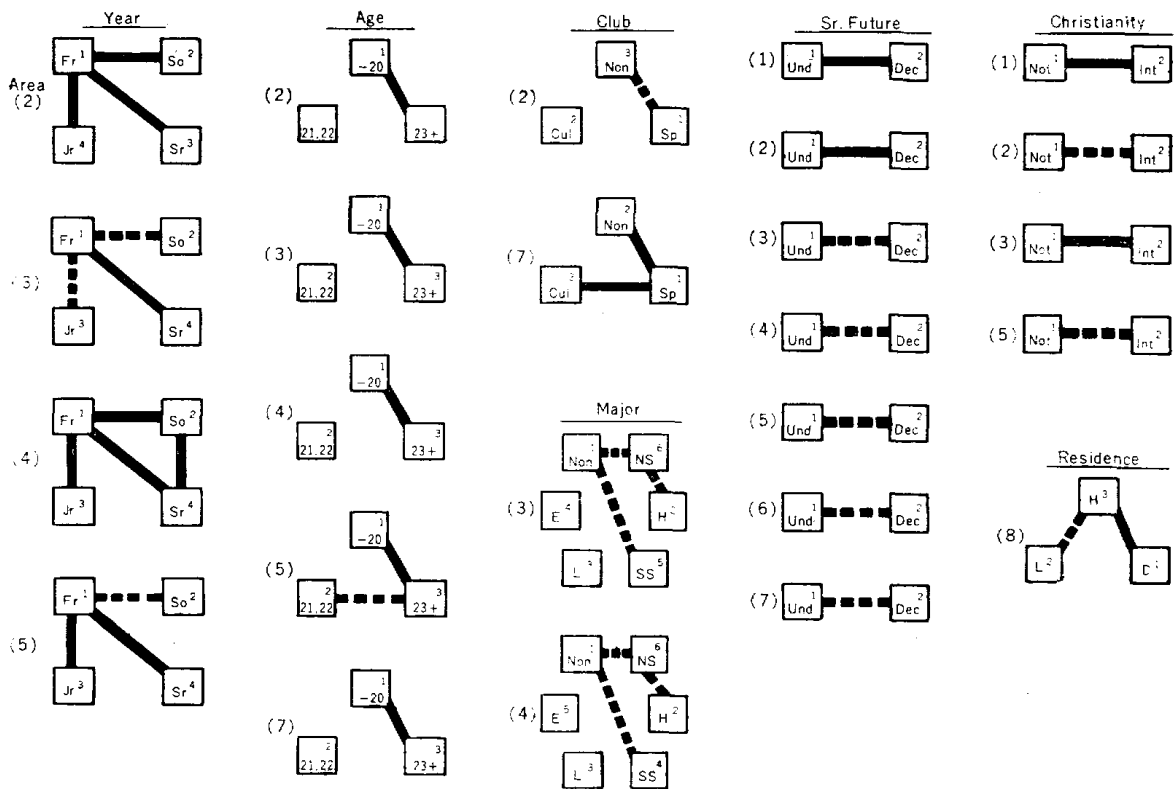 Year
Fr 1 So 2
Area
(2)
Jr 4 Sr 3
Fr 1 So 2
(3)
Jr 3 Sr 4
Fr 1 So 2
(4)
Jr 3 Sr 4
Fr 1 So 2
(5)
Jr 3 Sr 4
Age
1
-20
(2)
21,22 23+
1
-20
(3)
2 3
21,22 23+
1
-20
(4)
2 3
21,22 23+
1
-20
(5)
2 3
21,22 23+
1
-20
(7)
2 3
21,22 23+
Club
3
Non
(2)
2 1
Cul Sp
2
Non
(7)
3 1
Cul Sp
Major
Non 1 NS 6
(3) E 4 H 2
L 3 SS 5
Non 1 NS 6
(4) E 5 H 2
L 3 SS 4
Sr. Future
(1) Und 1 Dec 2
(2) Und 1 Dec 2
(3) Und 1 Dec 2
(4) Und 1 Dec 2
(5) Und 1 Dec 2
(6) Und 1 Dec 2
(7) Und 1 Dec 2
Christianity
(1) Not 1 Int 2
(2) Not 1 Int 2
(3) Not 1 Int 2
(5) Not 1 Int 2
Residence
H 3
(8)
L 2 D 1